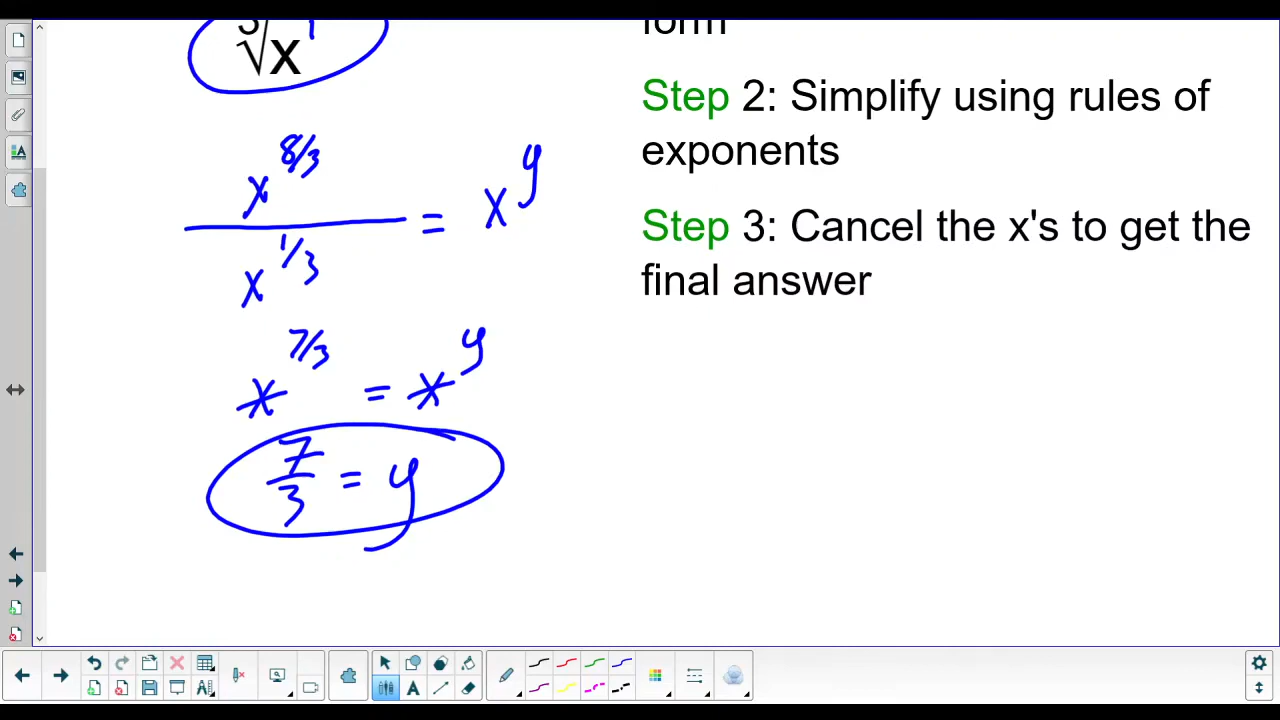 ∛x¹
form
Step 2: Simplify using rules of
exponents
x^8/3
x^1/3
= x^y
Step 3: Cancel the x's to get the
final answer
x^7/3 = x^y
7/3 = y